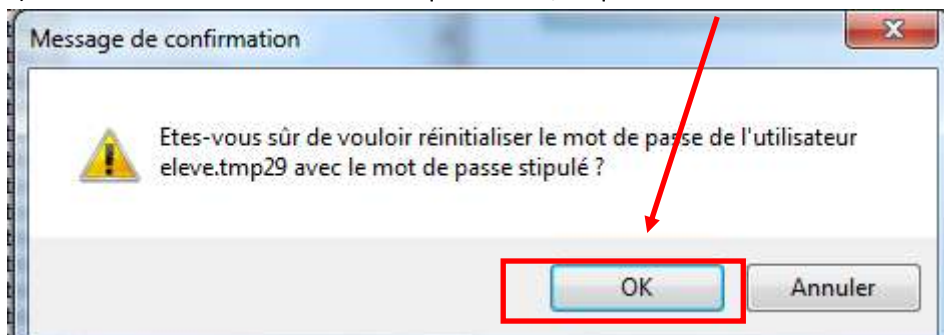 Message de confirmation
Etes-vous sûr de vouloir réinitialiser le mot de passe de l'utilisateur
eleve.tmp29 avec le mot de passe stipulé ?
OK
Annuler